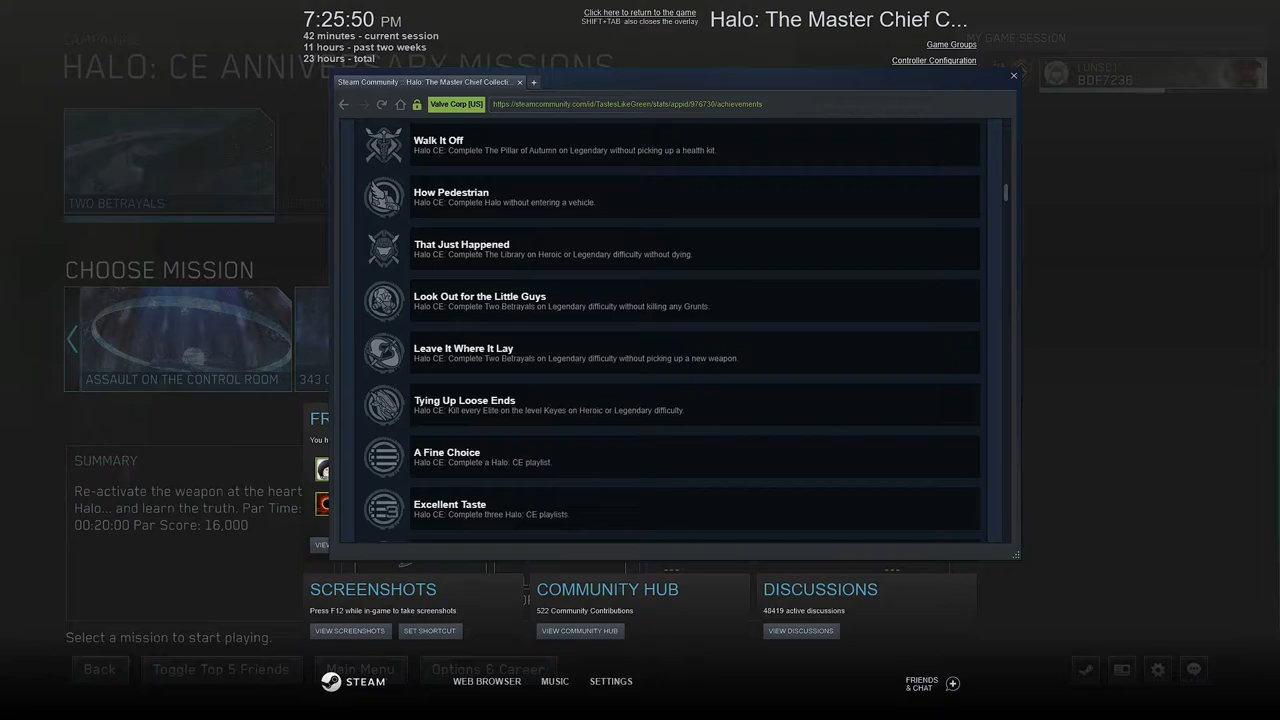 7:25:50 PM
42 minutes - current session
11 hours - past two weeks
23 hours - total
Click here to return to the game
SHIFT+TAB also closes the overlay
Halo: The Master Chief C...
Game Groups
Controller Configuration
MY GAME SESSION
HALO: CE ANNIVERSARY MISSIONS
[UNSC]
BDF7236
Steam Community :: Halo: The Master Chief Collecti...
Valve Corp [US]
https://steamcommunity.com/id/TastesLikeGreen/stats/appid/976730/achievements
Walk It Off
Halo CE: Complete The Pillar of Autumn on Legendary without picking up a health kit.
How Pedestrian
Halo CE: Complete Halo without entering a vehicle.
That Just Happened
Halo CE: Complete The Library on Heroic or Legendary difficulty without dying.
Look Out for the Little Guys
Halo CE: Complete Two Betrayals on Legendary difficulty without killing any Grunts.
Leave It Where It Lay
Halo CE: Complete Two Betrayals on Legendary difficulty without picking up a new weapon.
Tying Up Loose Ends
Halo CE: Kill every Elite on the level Keyes on Heroic or Legendary difficulty.
A Fine Choice
Halo CE: Complete a Halo: CE playlist.
Excellent Taste
Halo CE: Complete three Halo: CE playlists.
TWO BETRAYALS
CHOOSE MISSION
ASSAULT ON THE CONTROL ROOM
343 
FR
You h
SUMMARY
Re-activate the weapon at the heart
Halo... and learn the truth. Par Time:
00:20:00 Par Score: 16,000
VIE
SCREENSHOTS
Press F12 while in-game to take screenshots
VIEW SCREENSHOTS
SET SHORTCUT
COMMUNITY HUB
522 Community Contributions
VIEW COMMUNITY HUB
DISCUSSIONS
48419 active discussions
VIEW DISCUSSIONS
Select a mission to start playing.
Back
Toggle Top 5 Friends
Main Menu
Options & Career
STEAM
WEB BROWSER
MUSIC
SETTINGS
FRIENDS
& CHAT